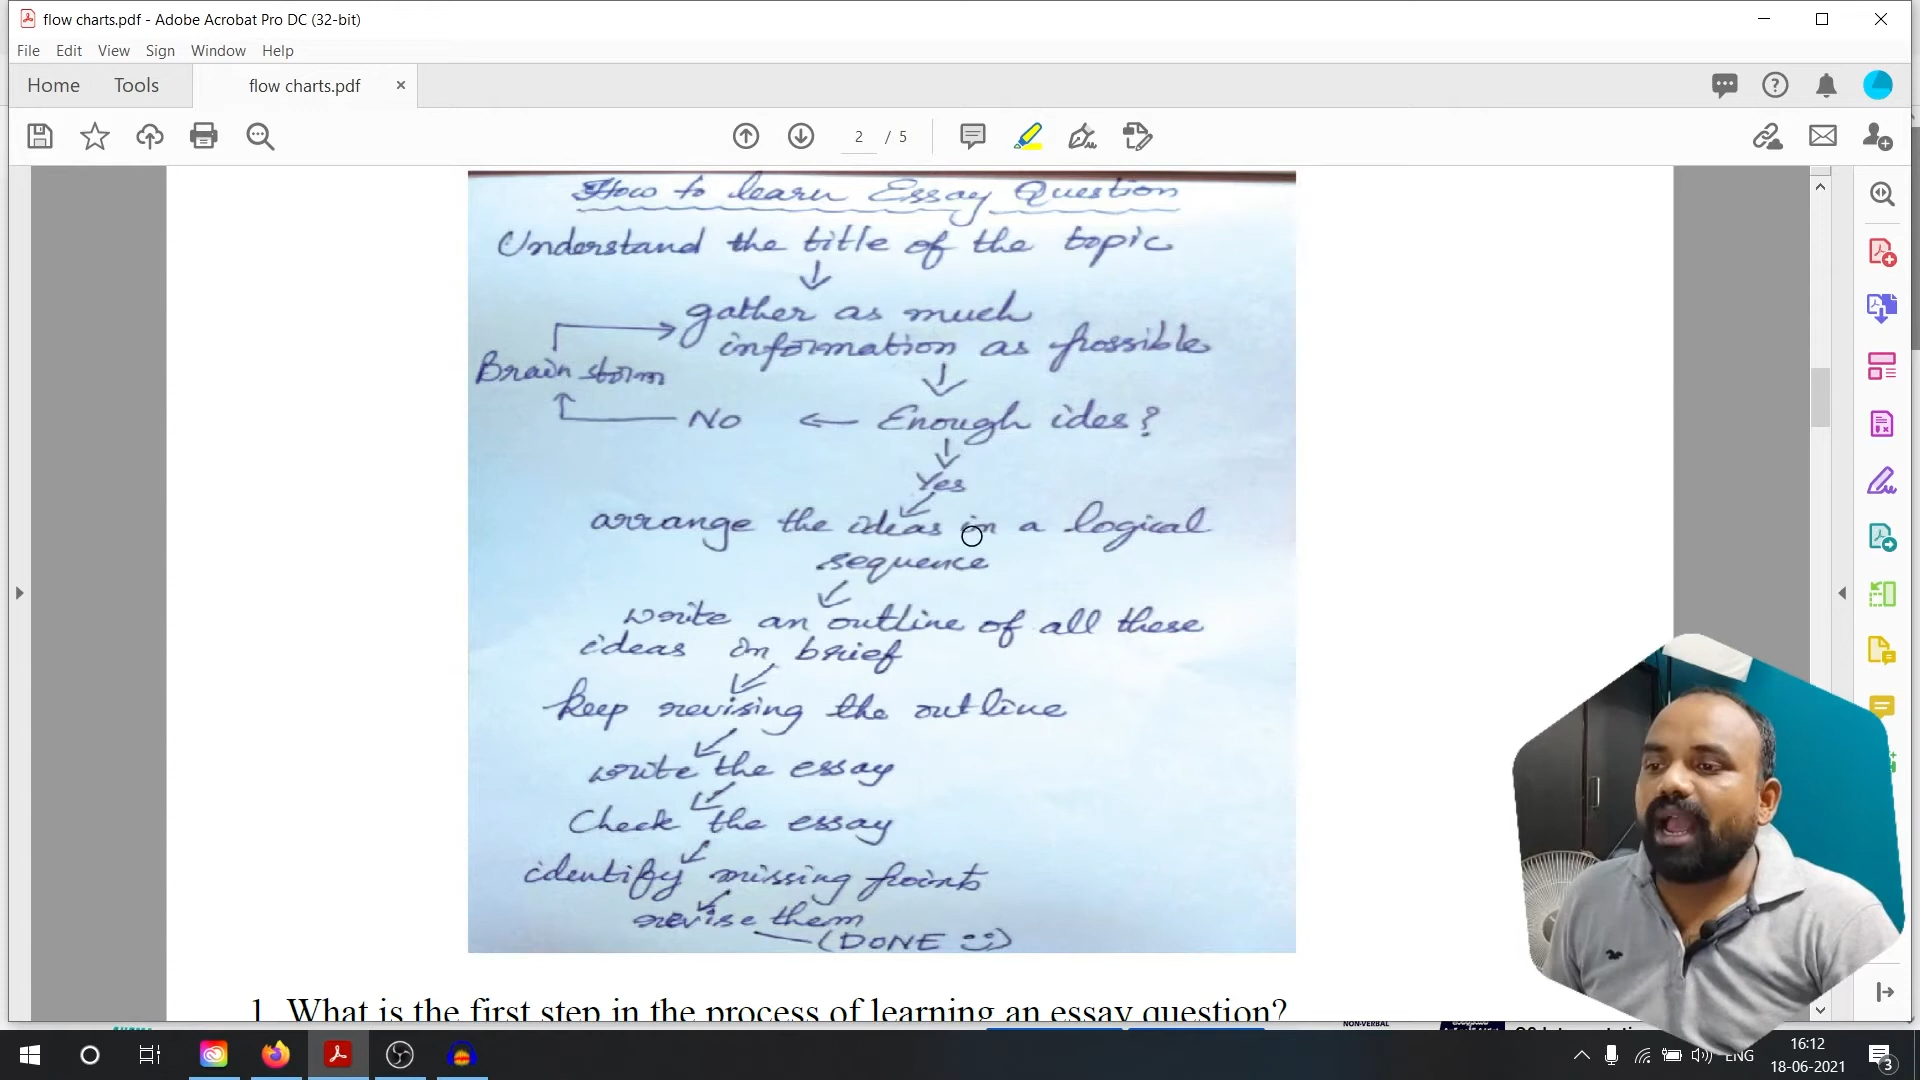 flow charts.pdf - Adobe Acrobat Pro DC (32-bit)
File Edit View Sign Window Help
Home Tools flow charts.pdf ×
2 / 5
How to learn Essay Question
Understand the title of the topic
gather as much
information as possible
Brain storm
No Enough ides?
Yes
arrange the ideas in a logical
sequence
write an outline of all these
ideas in brief
keep revising the outline
write the essay
Check the essay
identify missing points
revise them
(DONE :)
1. What is the first step in the process of learning an essay question?
NON-VERBAL
16:12
ENG
18-06-2021
3